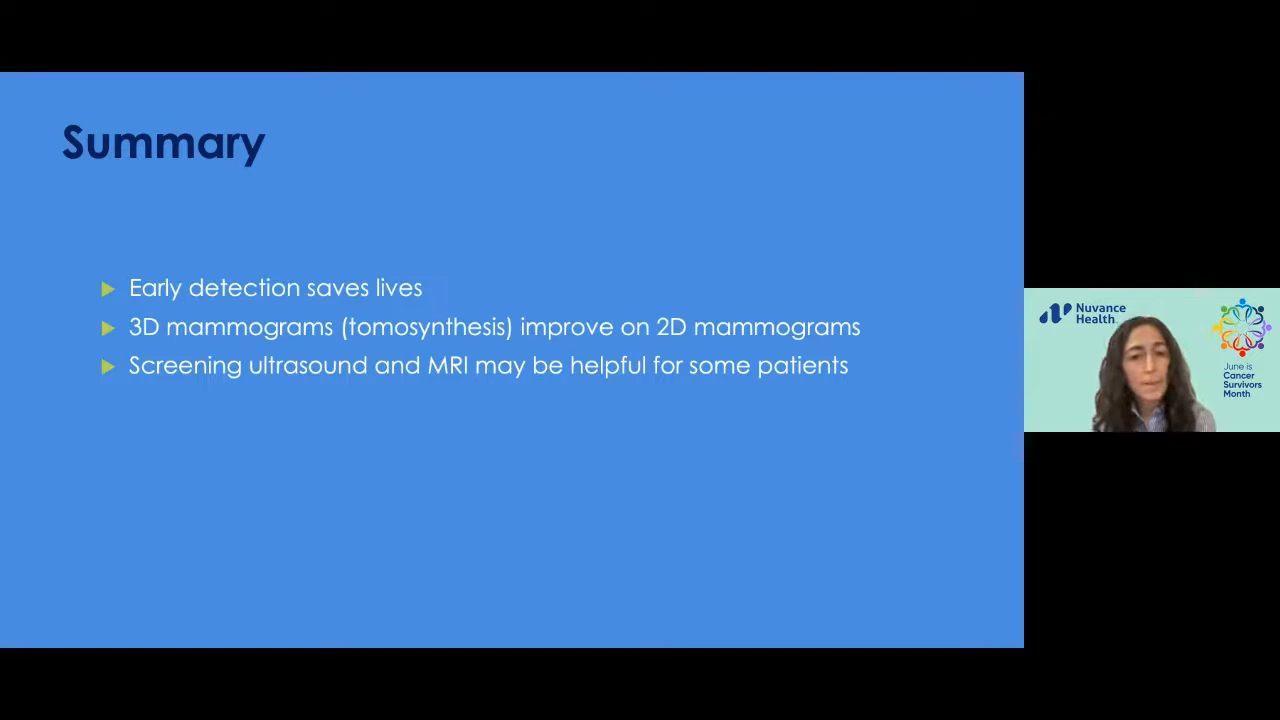 Summary
Early detection saves lives
3D mammograms (tomosynthesis) improve on 2D mammograms
Screening ultrasound and MRI may be helpful for some patients
Nuvance
Health
June is
Cancer
Survivors
Month